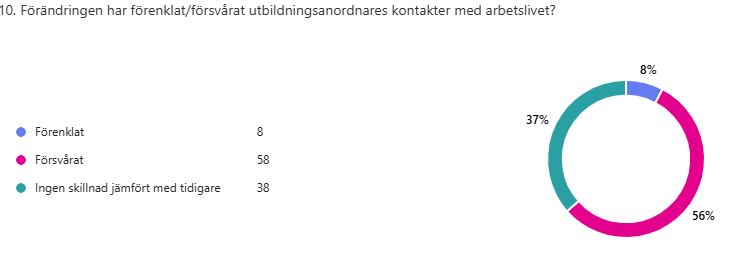 10. Förändringen har förenklat/försvårat utbildningsanordnares kontakter med arbetslivet?
8%
37%
Förenklat 8
Försvårat 58
Ingen skillnad jämfört med tidigare 38
56%